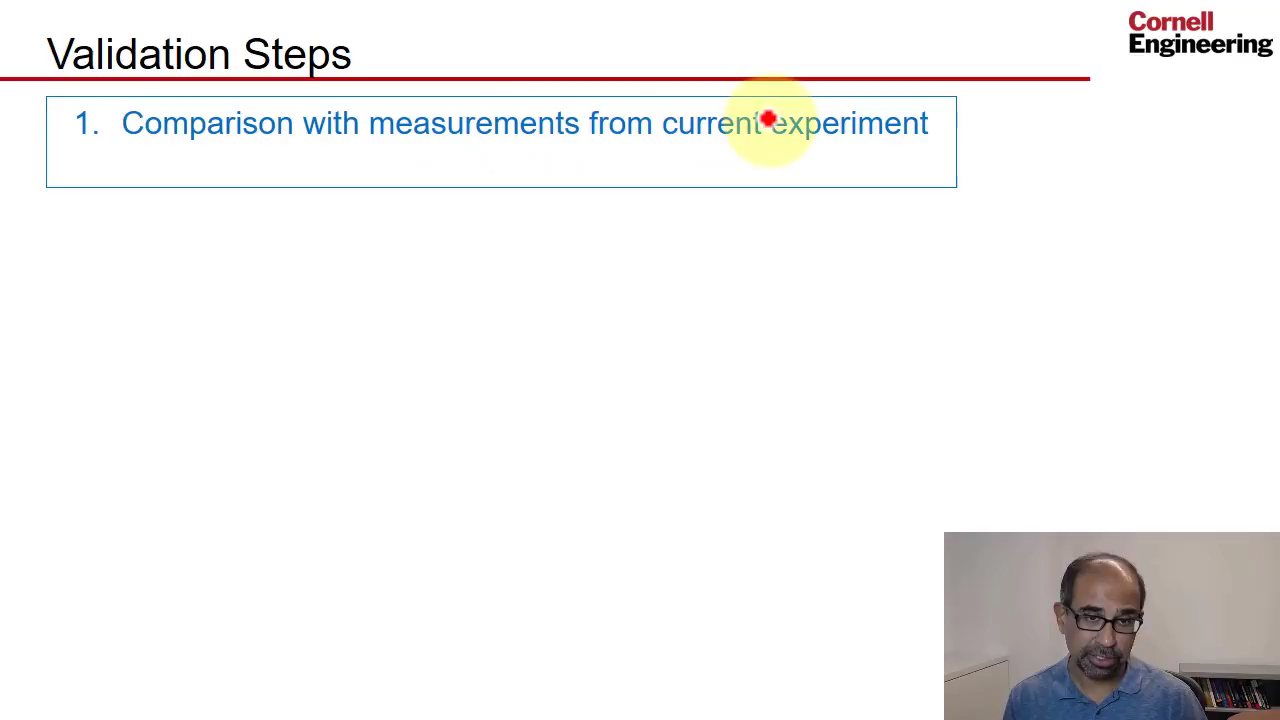 Cornell
Engineering
Validation Steps
1. Comparison with measurements from current experiment